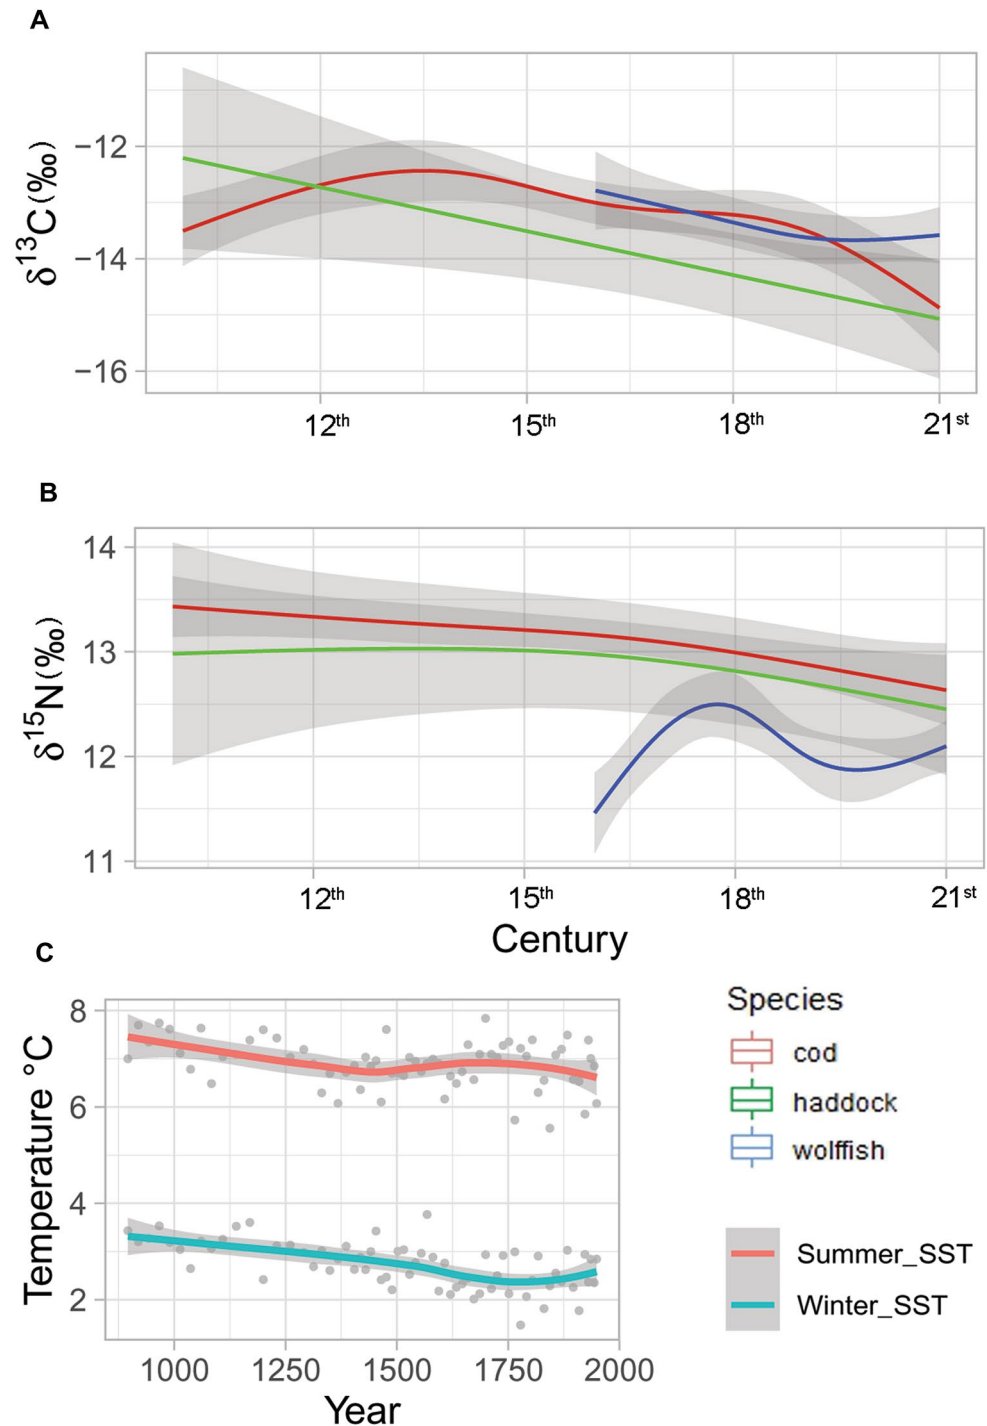 A
δ13C(‰)
−12
−14
−16
12th 15th 18th 21st
B
δ15N(‰)
14
13
12
11
12th 15th 18th 21st
Century
C
Temperature °C
8
6
4
2
1000 1250 1500 1750 2000
Year
Species
cod
haddock
wolffish
Summer_SST
Winter_SST